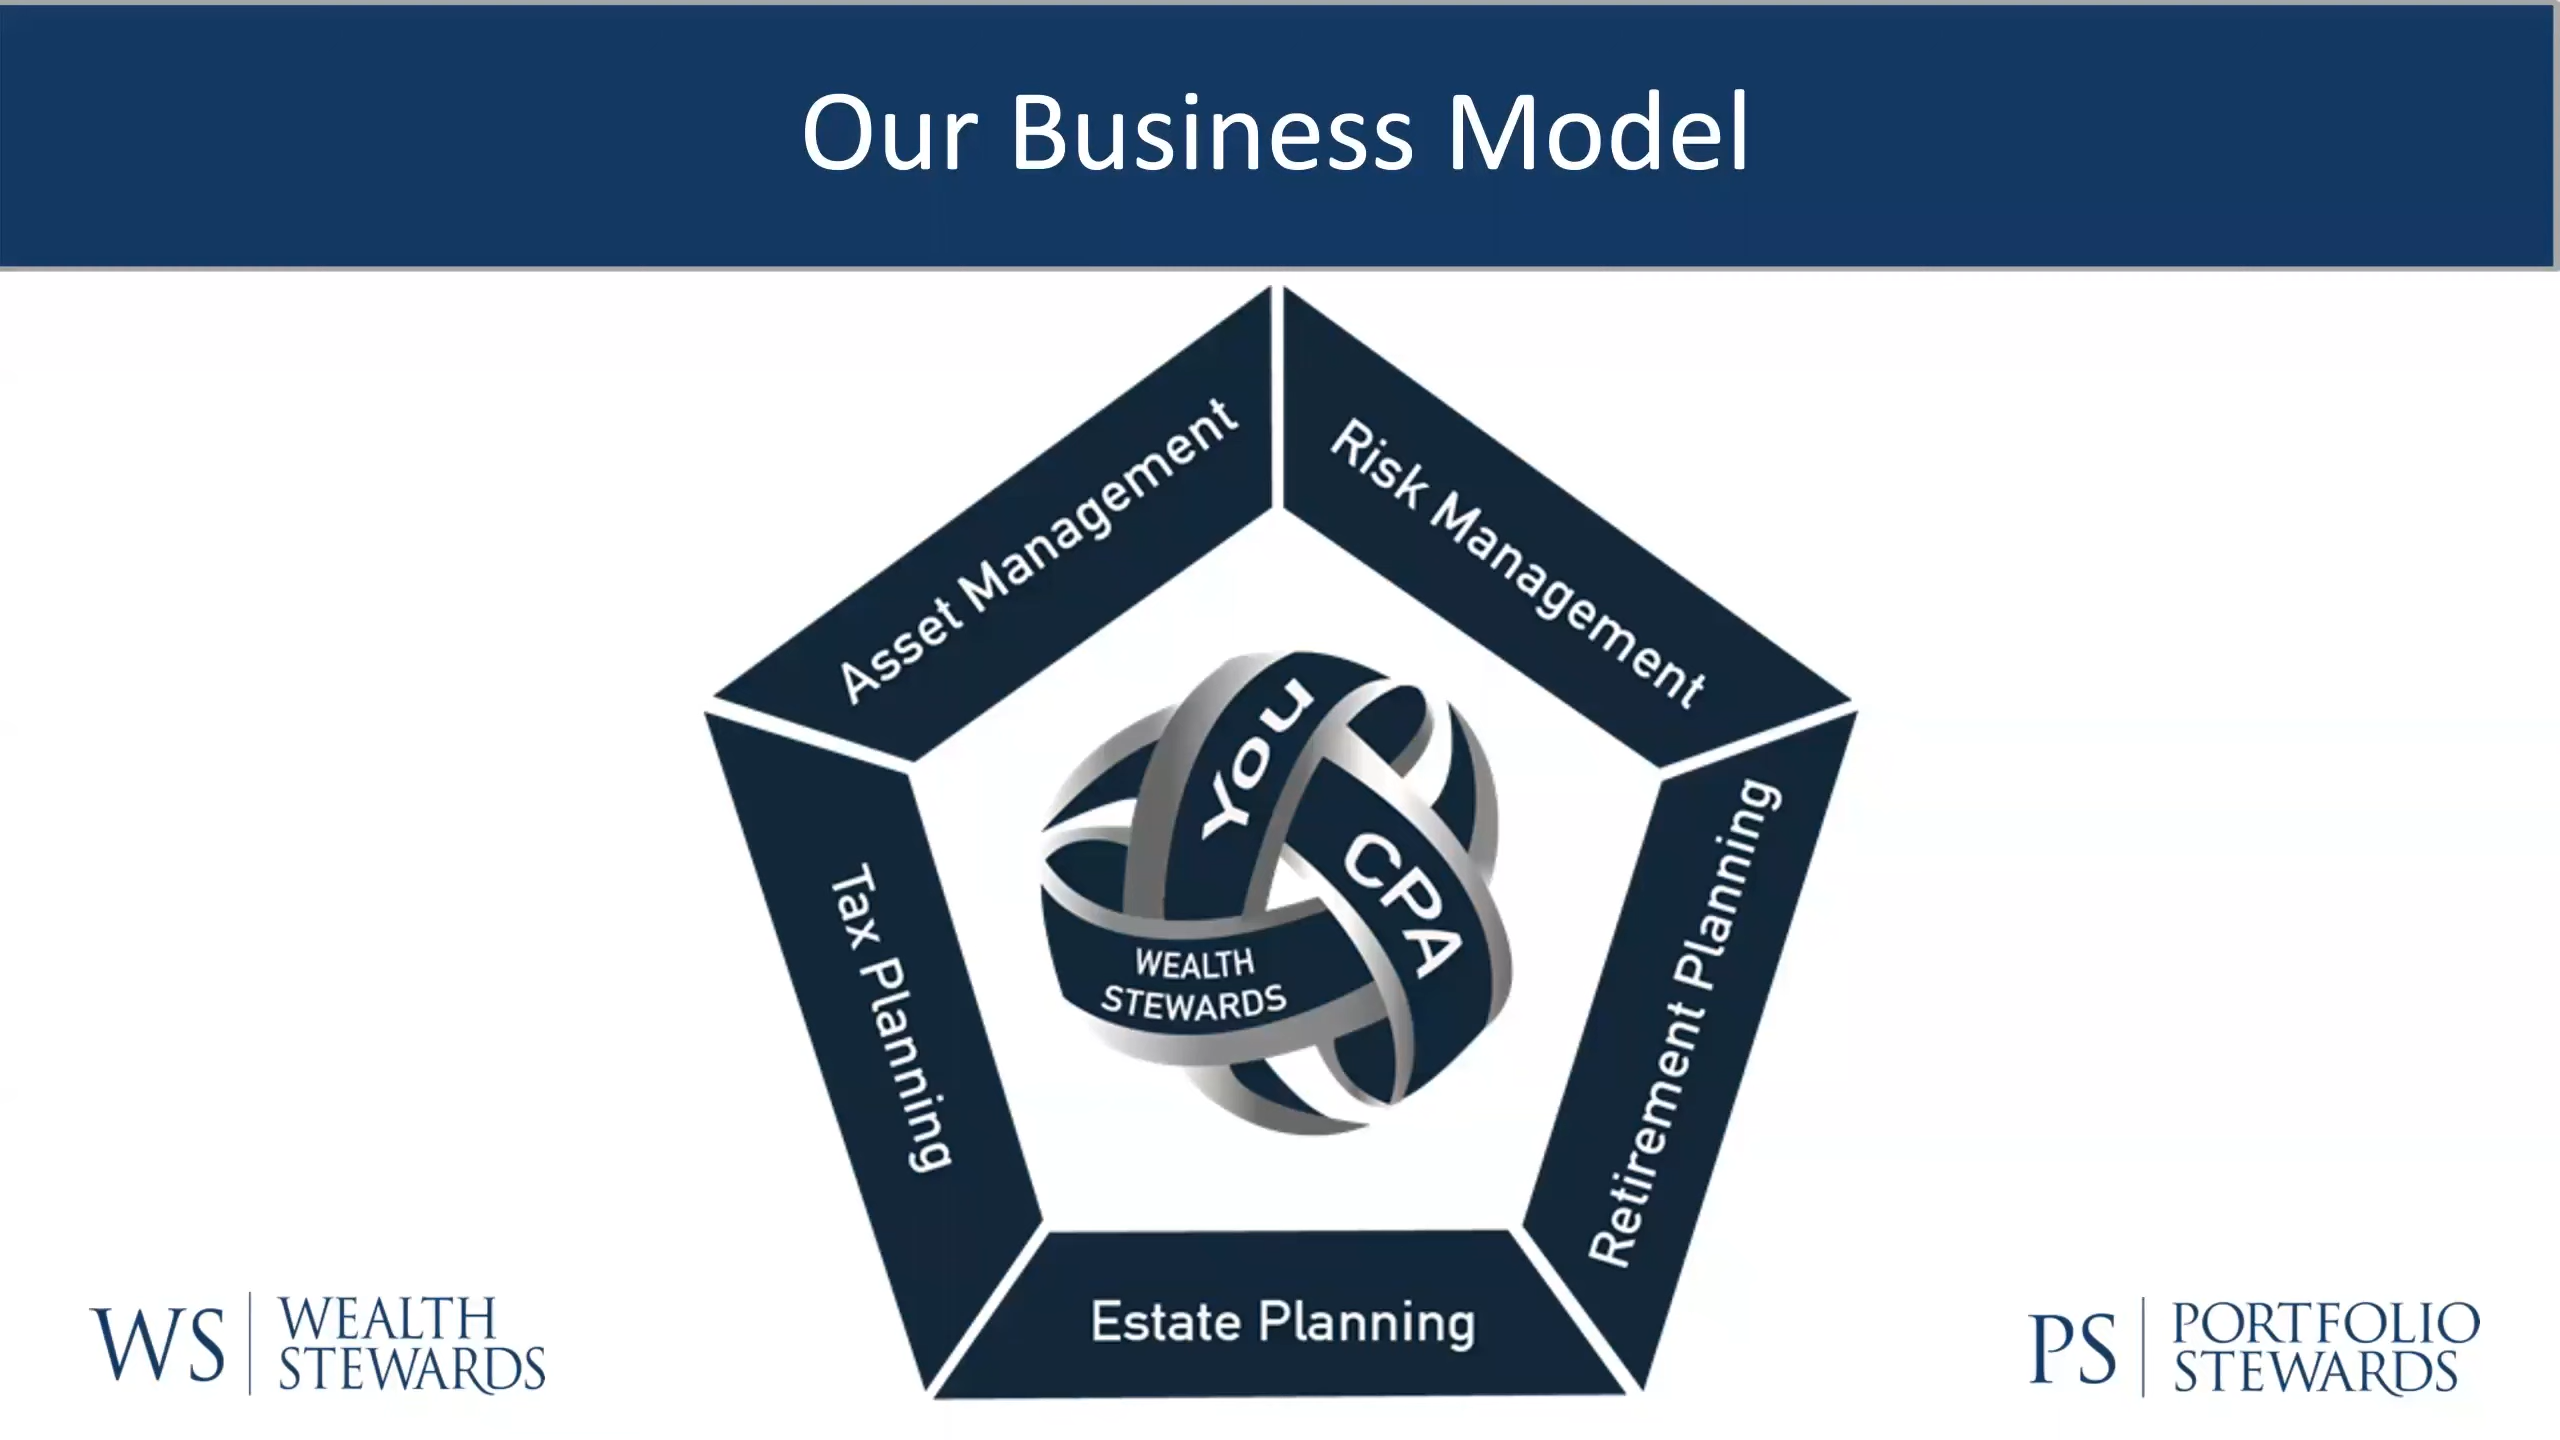 Our Business Model
Asset Management
Risk Management
You
CPA
WEALTH
STEWARDS
Tax Planning
Retirement Planning
Estate Planning
WS
WEALTH
STEWARDS
PS
PORTFOLIO
STEWARDS